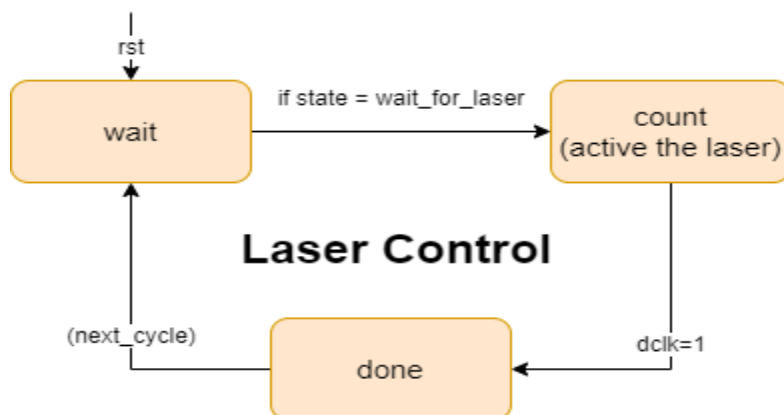 rst
wait
if state = wait_for_laser
count
(active the laser)
Laser Control
(next_cycle)
done
dclk=1